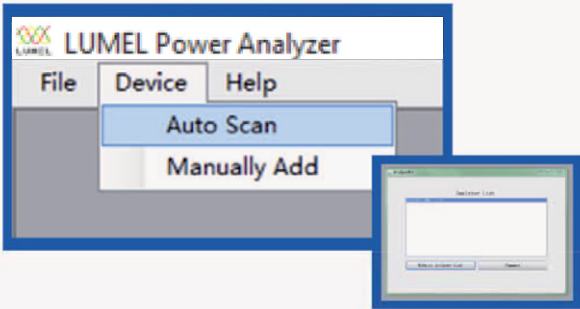 LUMEL LUMEL Power Analyzer
File Device Help
Auto Scan
Manually Add